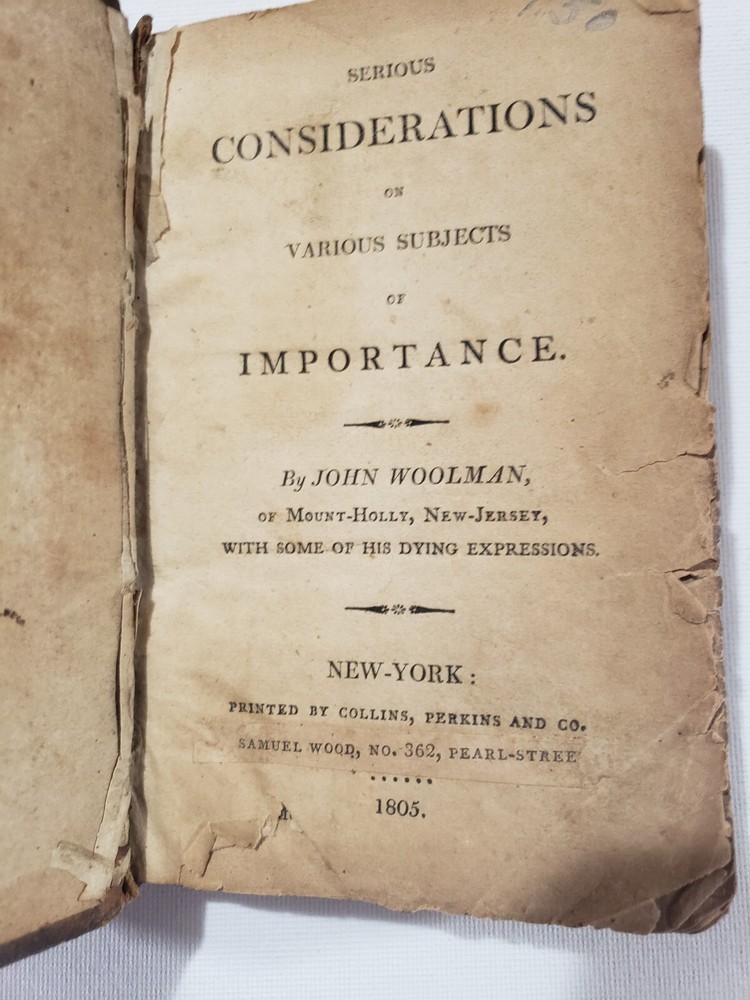 SERIOUS
CONSIDERATIONS
ON
VARIOUS SUBJECTS
OF
IMPORTANCE.
By JOHN WOOLMAN,
OF MOUNT-HOLLY, NEW-JERSEY,
WITH SOME OF HIS DYING EXPRESSIONS.
NEW-YORK:
PRINTED BY COLLINS, PERKINS AND CO.
SAMUEL WOOD, NO. 362, PEARL-STREE
......
1805.